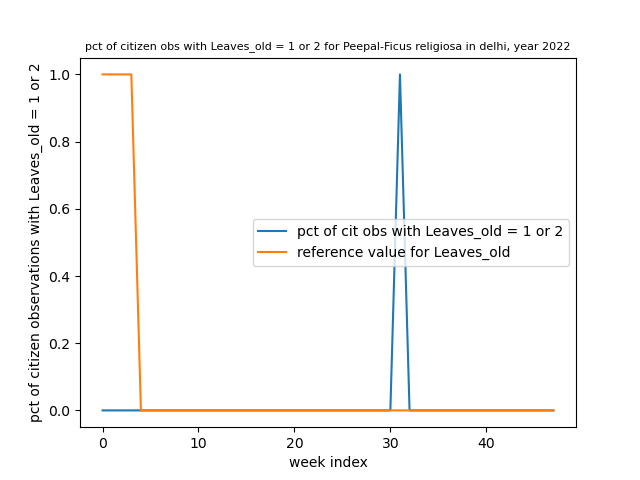 pct of citizen obs with Leaves_old = 1 or 2 for Peepal-Ficus religiosa in delhi, year 2022
pct of citizen observations with Leaves_old = 1 or 2
1.0
0.8
0.6
0.4
0.2
0.0
pct of cit obs with Leaves_old = 1 or 2
reference value for Leaves_old
0
10
20
30
40
week index